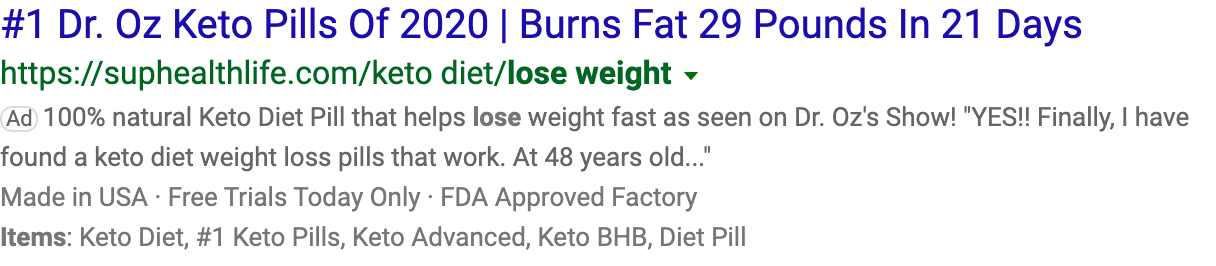 #1 Dr. Oz Keto Pills Of 2020 | Burns Fat 29 Pounds In 21 Days
https://suphealthlife.com/keto diet/lose weight
Ad 100% natural Keto Diet Pill that helps lose weight fast as seen on Dr. Oz's Show! "YES!! Finally, I have
found a keto diet weight loss pills that work. At 48 years old..."
Made in USA · Free Trials Today Only · FDA Approved Factory
Items: Keto Diet, #1 Keto Pills, Keto Advanced, Keto BHB, Diet Pill